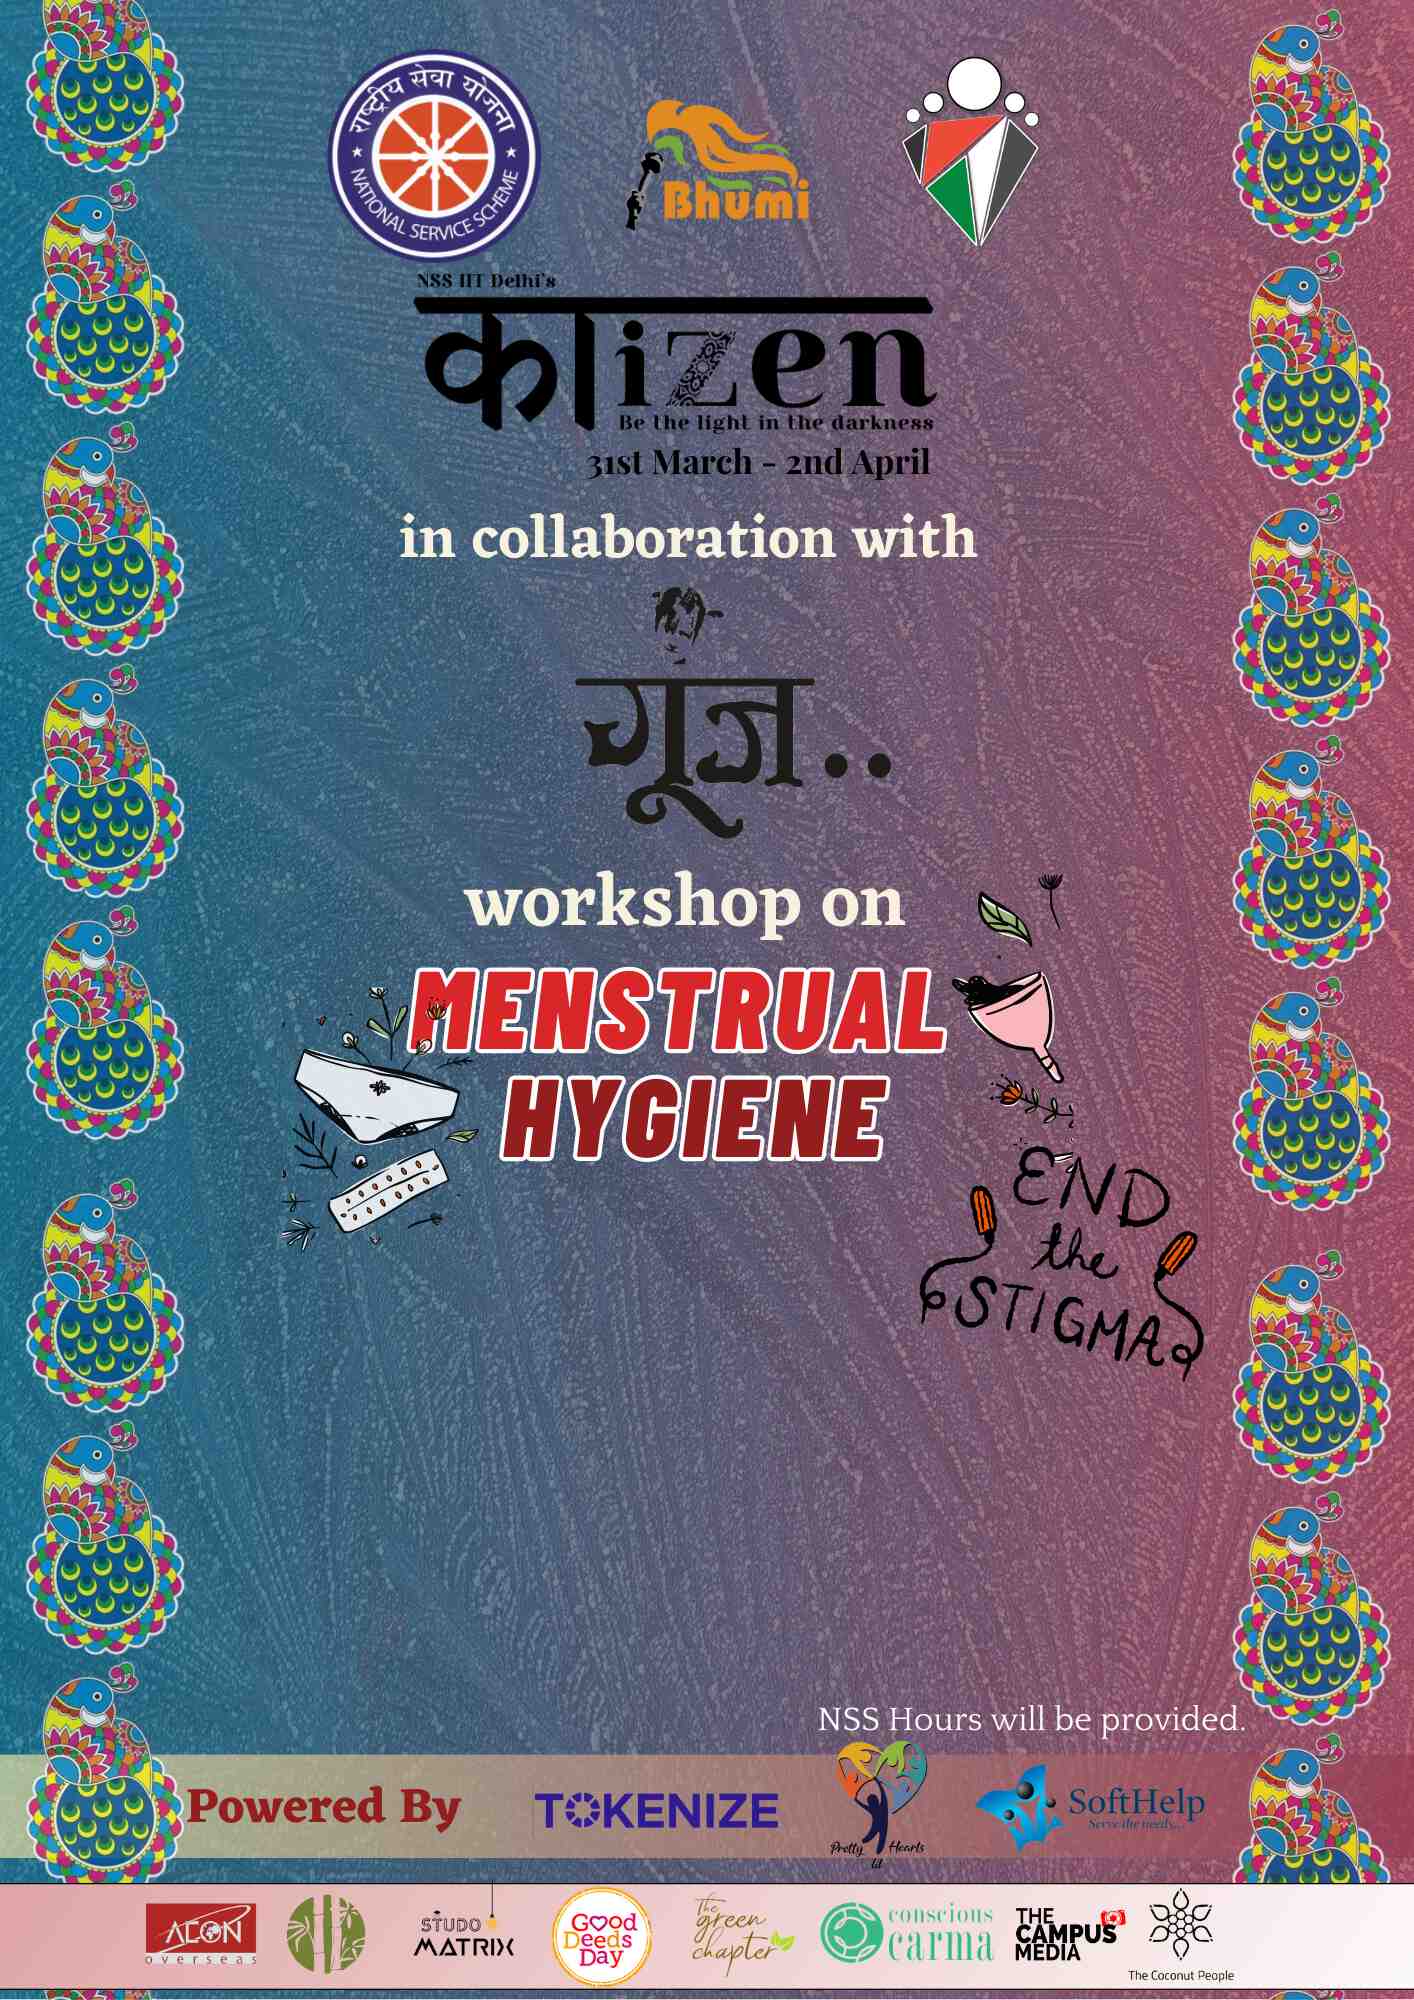 राष्ट्रीय सेवा योजना
NATIONAL SERVICE SCHEME
Bhumi
NSS IIT Delhi's
काizen
Be the light in the darkness
31st March - 2nd April
in collaboration with
गूंज..
workshop on
MENSTRUAL
HYGIENE
END
the
STIGMA
NSS Hours will be provided.
Powered By
TOKENIZE
Pretty Hearts
lil
SoftHelp
Serve the needy...
AEON
overseas
STUDO
MATRIX
Good
Deeds
Day
The
green
chapter
conscious
carma
THE
CAMPUS
MEDIA
The Coconut People